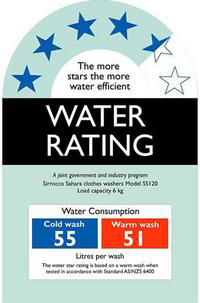 The more
stars the more
water efficient
WATER
RATING
A joint government and industry program
Sirrocco Sahara clothes washers Model SS120
Load capacity 6 kg
Water Consumption
Cold wash
55
Warm wash
51
Litres per wash
The water star rating is based on a warm wash when
tested in accordance with Standard AS/NZS 6400